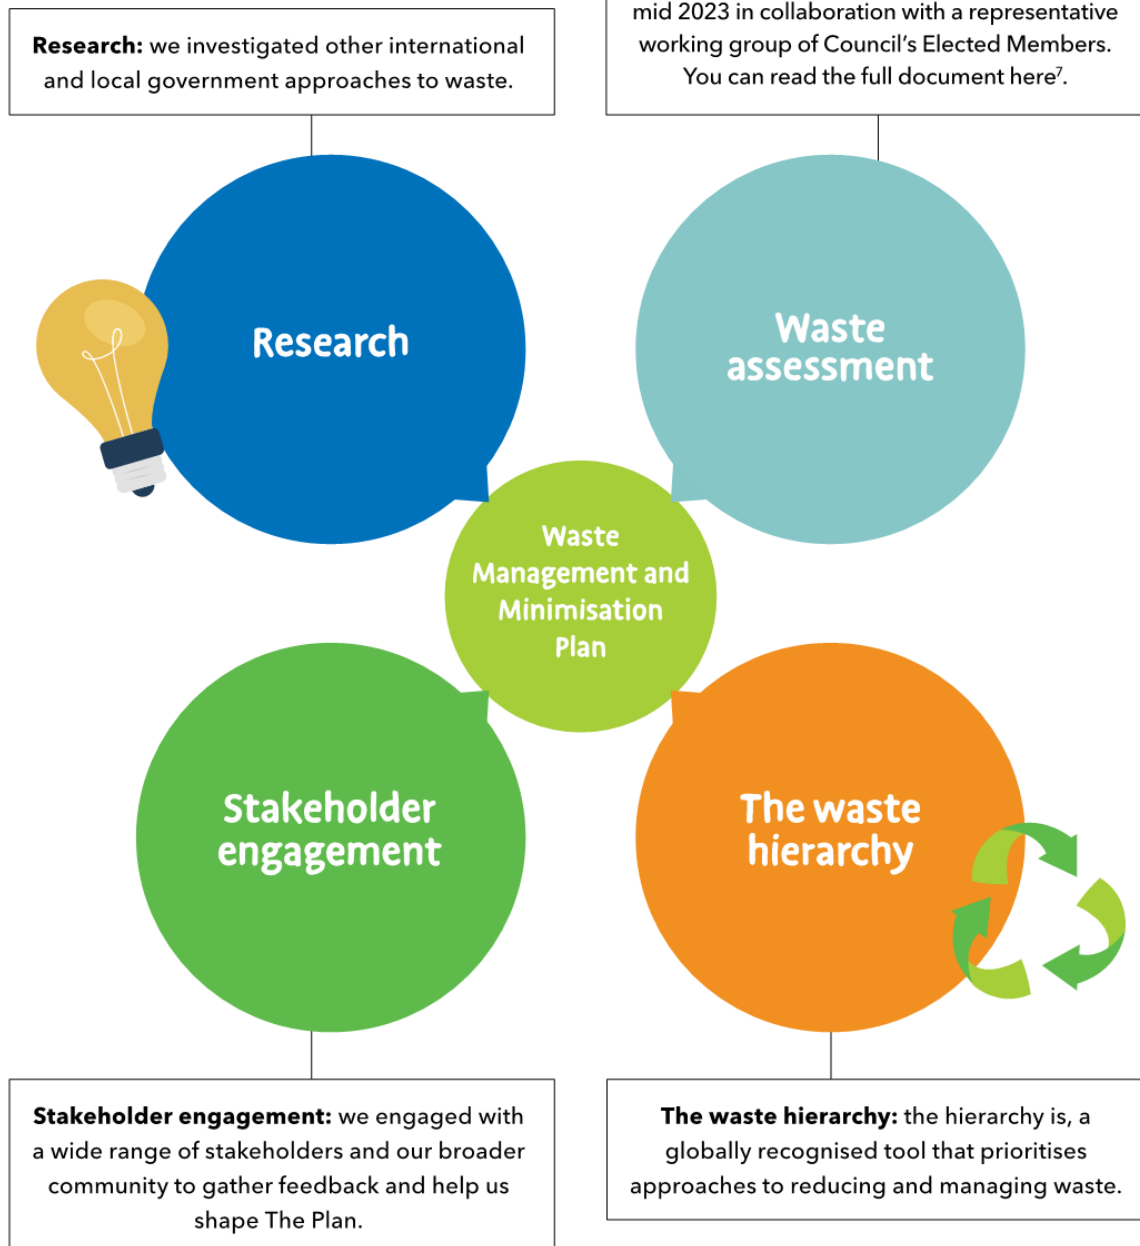 Research: we investigated other international
and local government approaches to waste.
mid 2023 in collaboration with a representative
working group of Council’s Elected Members.
You can read the full document here⁷.
Research
Waste
assessment
Waste
Management and
Minimisation
Plan
Stakeholder
engagement
The waste
hierarchy
Stakeholder engagement: we engaged with
a wide range of stakeholders and our broader
community to gather feedback and help us
shape The Plan.
The waste hierarchy: the hierarchy is, a
globally recognised tool that prioritises
approaches to reducing and managing waste.